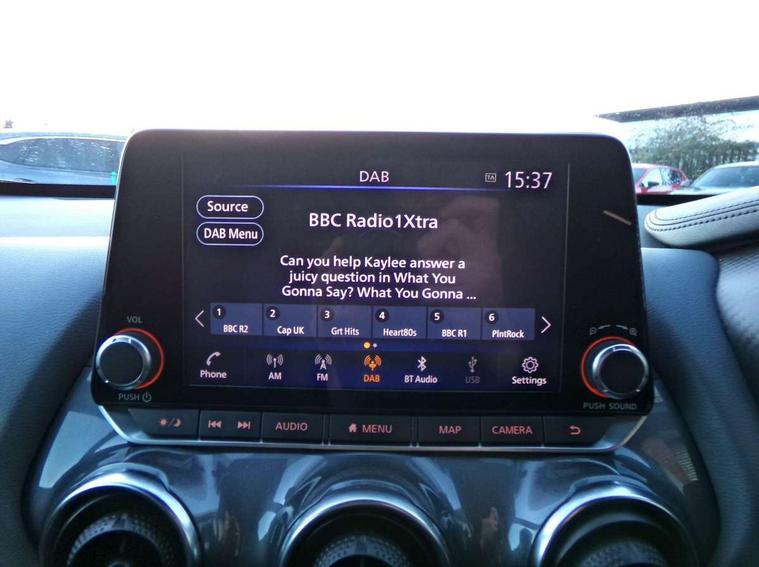 DAB
TA 15:37
Source
DAB Menu
BBC Radio1Xtra
Can you help Kaylee answer a
juicy question in What You
Gonna Say? What You Gonna ...
1 2 3 4 5 6
BBC R2 Cap UK Grt Hits Heart80s BBC R1 PlntRock
VOL
Phone AM FM DAB BT Audio USB Settings
PUSH
PUSH SOUND
AUDIO MENU MAP CAMERA